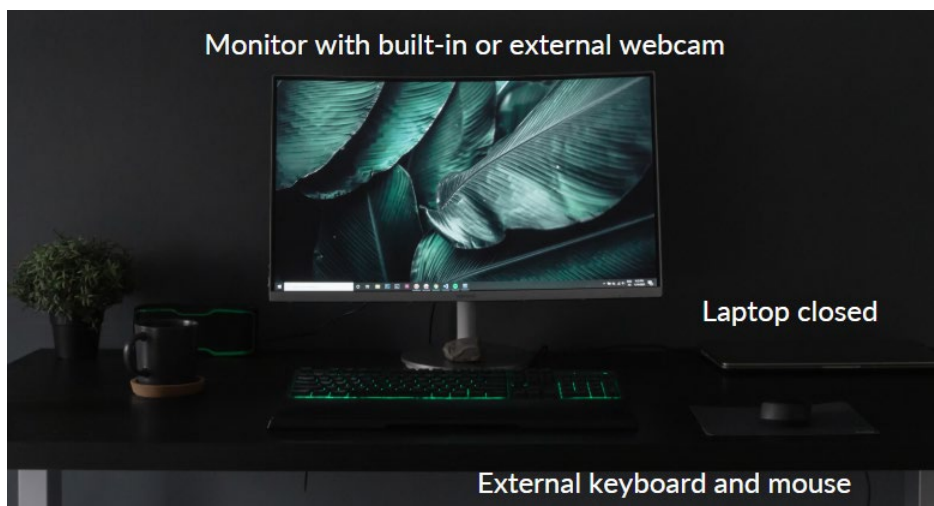 Monitor with built-in or external webcam
Laptop closed
External keyboard and mouse